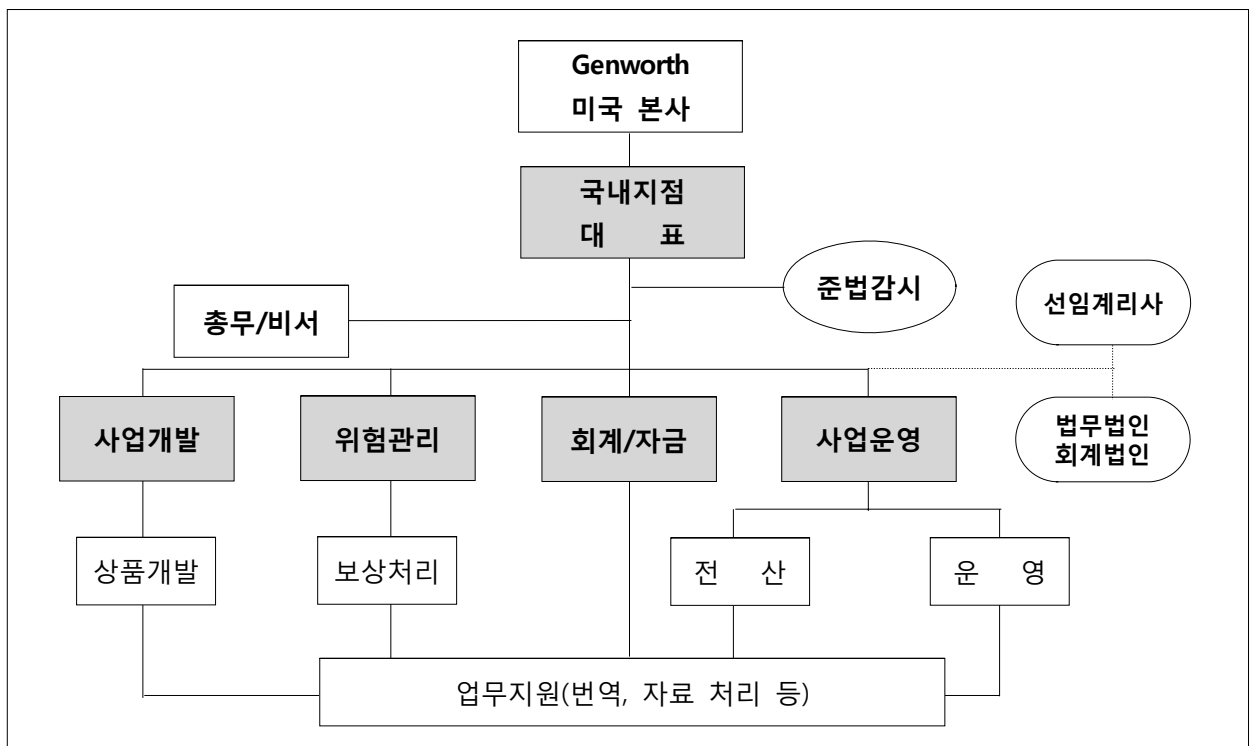 Genworth
미국 본사
국내지점
대 표
준법감시
선임계리사
총무/비서
사업개발
위험관리
회계/자금
사업운영
법무법인
회계법인
상품개발
보상처리
전 산
운 영
업무지원(번역, 자료 처리 등)